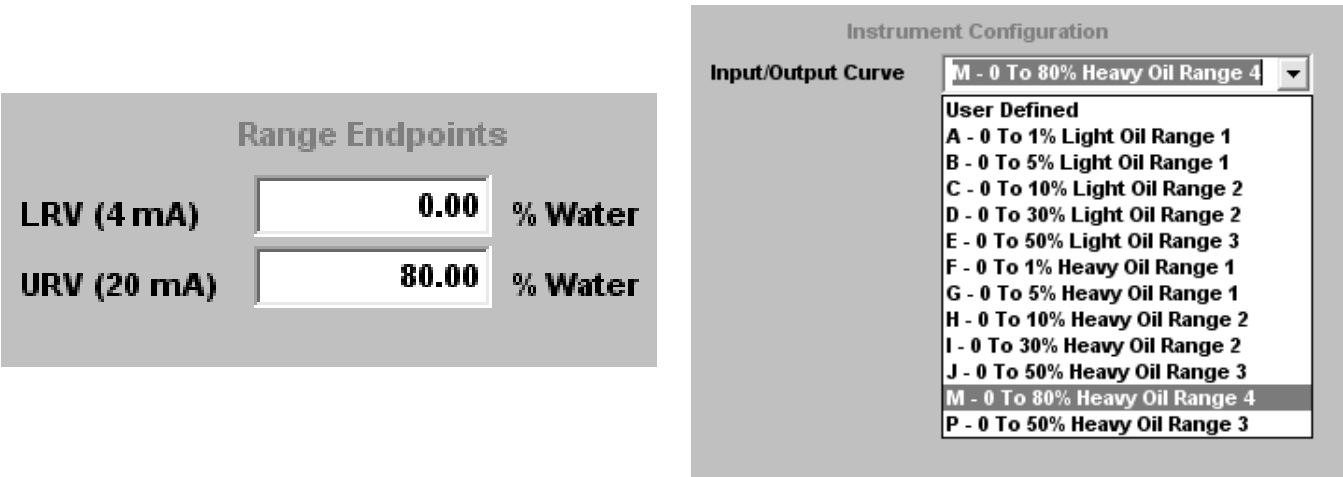 Range Endpoints
LRV (4 mA) 0.00 % Water
URV (20 mA) 80.00 % Water
Instrument Configuration
Input/Output Curve M - 0 To 80% Heavy Oil Range 4
User Defined
A - 0 To 1% Light Oil Range 1
B - 0 To 5% Light Oil Range 1
C - 0 To 10% Light Oil Range 2
D - 0 To 30% Light Oil Range 2
E - 0 To 50% Light Oil Range 3
F - 0 To 1% Heavy Oil Range 1
G - 0 To 5% Heavy Oil Range 1
H - 0 To 10% Heavy Oil Range 2
I - 0 To 30% Heavy Oil Range 2
J - 0 To 50% Heavy Oil Range 3
M - 0 To 80% Heavy Oil Range 4
P - 0 To 50% Heavy Oil Range 3